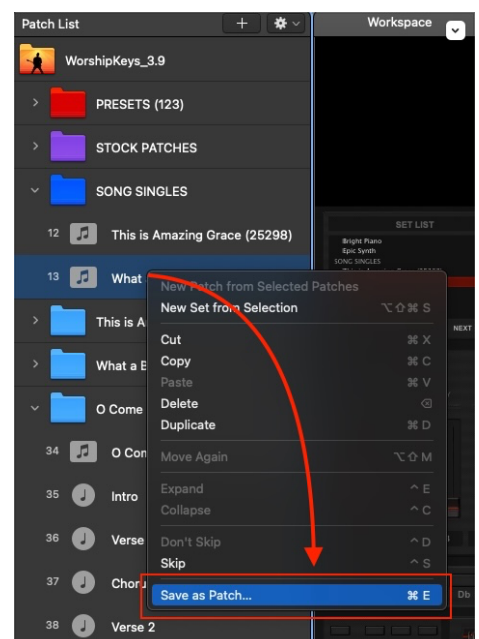 Patch List
Workspace
WorshipKeys_3.9
PRESETS (123)
STOCK PATCHES
SONG SINGLES
SET LIST
12 This is Amazing Grace (25298)
Bright Piano
Epic Synth
SONG SINGLES
13 What
New Patch from Selected Patches
New Set from Selection ⌥⇧⌘ S
NEXT
This is A
Cut ⌘ X
What a B
Copy ⌘ C
Paste ⌘ V
O Come
Delete ⌫
Duplicate ⌘ D
34 O Con
Move Again ⌥⇧ M
35 Intro
Expand ^ E
Collapse ^ C
36 Verse
Don't Skip ^ D
Skip ^ S
37 Choru
Save as Patch... ⌘ E
Db
38 Verse 2